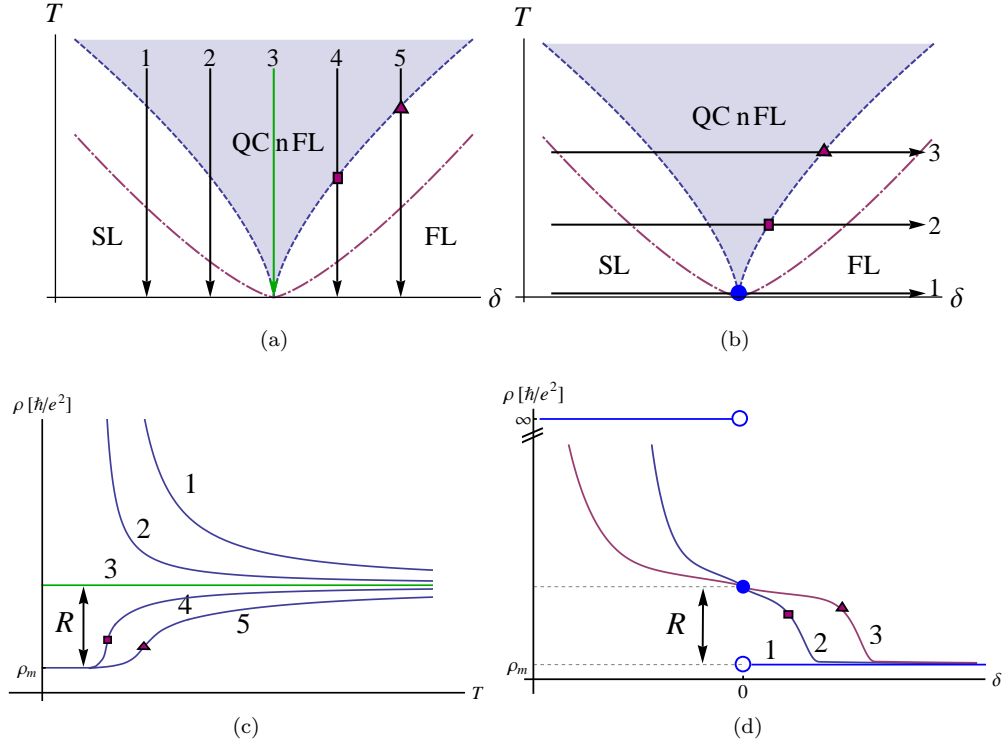 T
1 2 3 4 5
QC nFL
SL
FL
δ
(a)
T
QC nFL
3
2
SL
FL
1
δ
(b)
ρ [ℏ/e²]
1
2
3
4
R
5
ρm
T
(c)
ρ [ℏ/e²]
∞
R
1
2
3
ρm
0
δ
(d)